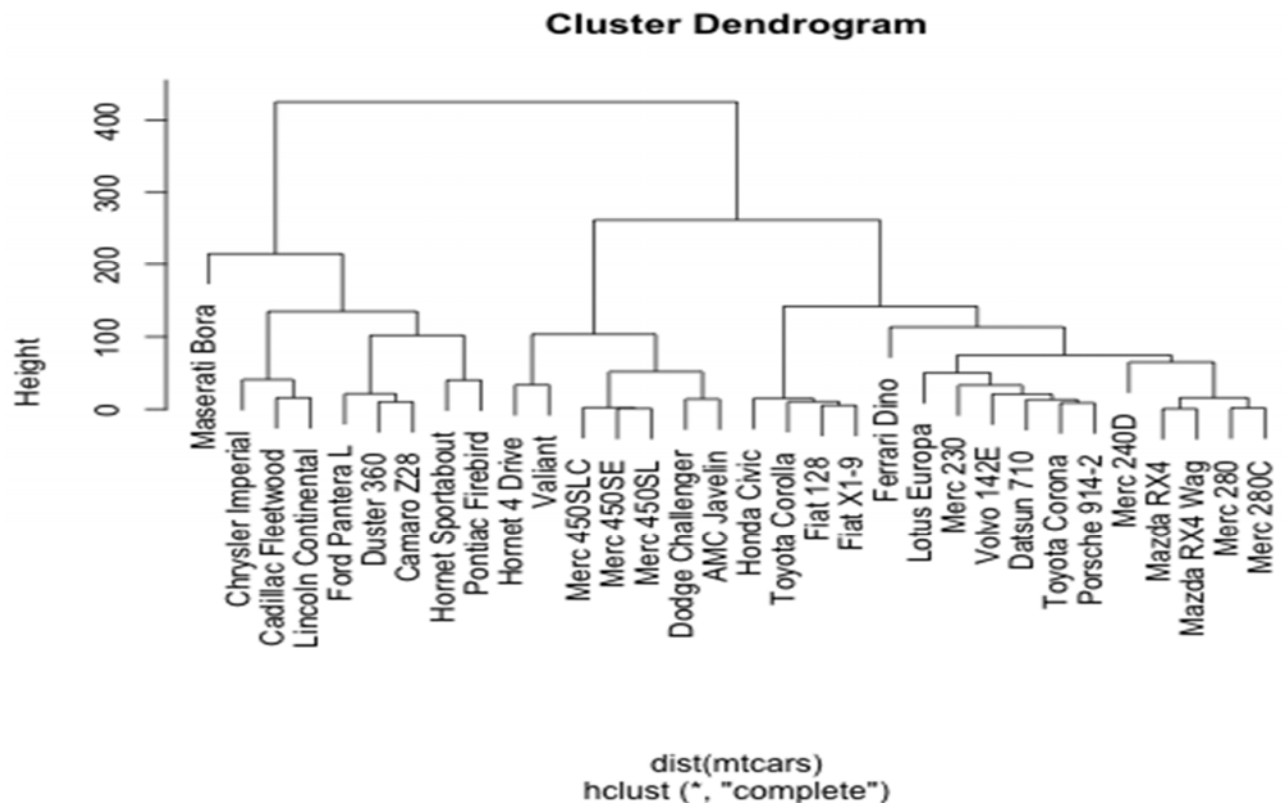 Cluster Dendrogram
Height
400
300
200
100
0
Maserati Bora
Chrysler Imperial
Cadillac Fleetwood
Lincoln Continental
Ford Pantera L
Duster 360
Camaro Z28
Hornet Sportabout
Pontiac Firebird
Hornet 4 Drive
Valiant
Merc 450SLC
Merc 450SE
Merc 450SL
Dodge Challenger
AMC Javelin
Honda Civic
Toyota Corolla
Fiat 128
Fiat X1-9
Ferrari Dino
Lotus Europa
Merc 230
Volvo 142E
Datsun 710
Toyota Corona
Porsche 914-2
Merc 240D
Mazda RX4
Mazda RX4 Wag
Merc 280
Merc 280C
dist(mtcars)
hclust (*, "complete")